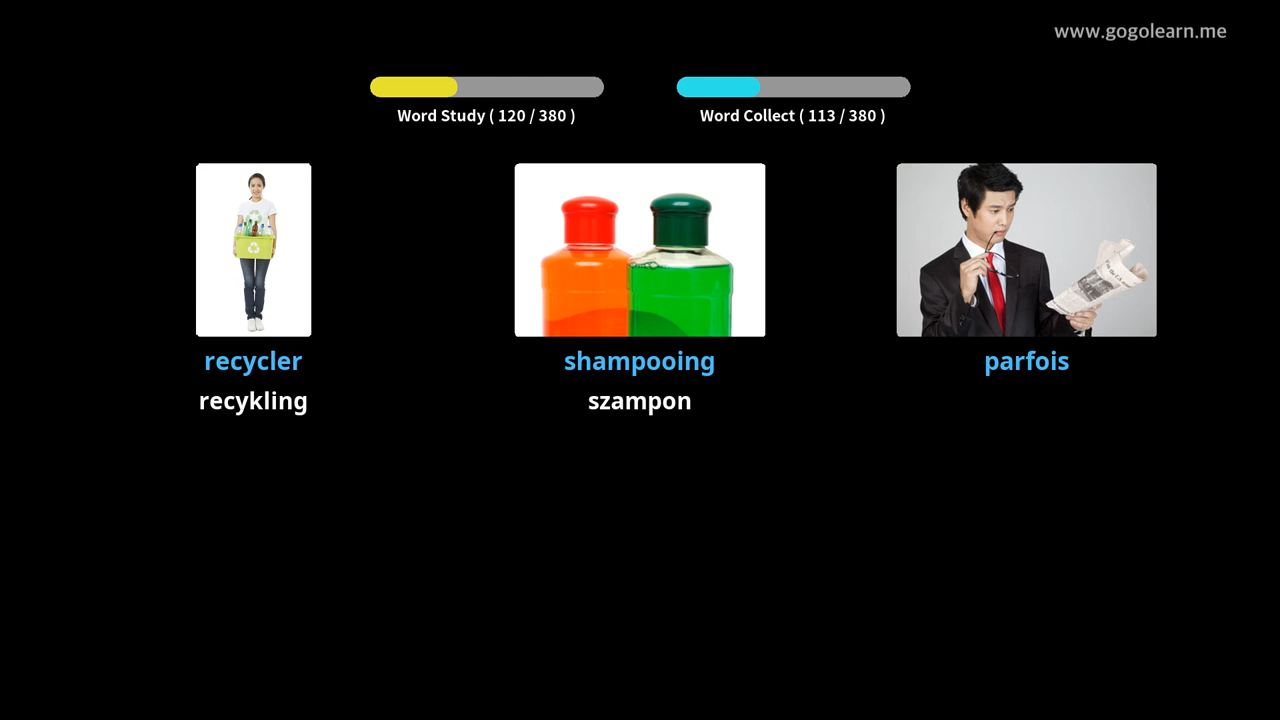 www.gogolearn.me
Word Study ( 120 / 380 )
Word Collect ( 113 / 380 )
recycler
shampooing
parfois
recykling
szampon